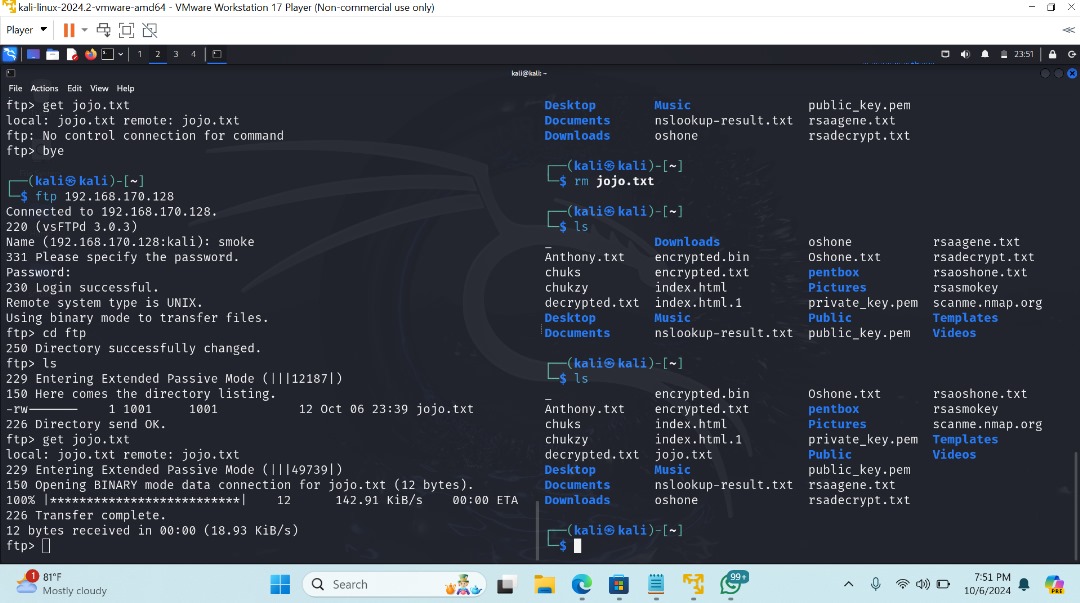 kali-linux-2024.2-vmware-amd64 - VMware Workstation 17 Player (Non-commercial use only)
Player
1 2 3 4 23:51
kali@kali: ~
File Actions Edit View Help
ftp> get jojo.txt
local: jojo.txt remote: jojo.txt
ftp: No control connection for command
ftp> bye
┌──(kali㉿kali)-[~]
└─$ ftp 192.168.170.128
Connected to 192.168.170.128.
220 (vsFTPd 3.0.3)
Name (192.168.170.128:kali): smoke
331 Please specify the password.
Password:
230 Login successful.
Remote system type is UNIX.
Using binary mode to transfer files.
ftp> cd ftp
250 Directory successfully changed.
ftp> ls
229 Entering Extended Passive Mode (|||12187|)
150 Here comes the directory listing.
-rw------- 1 1001 1001 12 Oct 06 23:39 jojo.txt
226 Directory send OK.
ftp> get jojo.txt
local: jojo.txt remote: jojo.txt
229 Entering Extended Passive Mode (|||49739|)
150 Opening BINARY mode data connection for jojo.txt (12 bytes).
100% |***************************| 12 142.91 KiB/s 00:00 ETA
226 Transfer complete.
12 bytes received in 00:00 (18.93 KiB/s)
ftp>
Desktop Music public_key.pem
Documents nslookup-result.txt rsaagene.txt
Downloads oshone rsadecrypt.txt
┌──(kali㉿kali)-[~]
└─$ rm jojo.txt
┌──(kali㉿kali)-[~]
└─$ ls
_ Downloads oshone rsaagene.txt
Anthony.txt encrypted.bin Oshone.txt rsadecrypt.txt
chuks encrypted.txt pentbox rsaoshone.txt
chukzy index.html Pictures rsasmokey
decrypted.txt index.html.1 private_key.pem scanme.nmap.org
Desktop Music Public Templates
Documents nslookup-result.txt public_key.pem Videos
┌──(kali㉿kali)-[~]
└─$ ls
_ encrypted.bin Oshone.txt rsaoshone.txt
Anthony.txt encrypted.txt pentbox rsasmokey
chuks index.html Pictures scanme.nmap.org
chukzy index.html.1 private_key.pem Templates
decrypted.txt jojo.txt Public Videos
Desktop Music public_key.pem
Documents nslookup-result.txt rsaagene.txt
Downloads oshone rsadecrypt.txt
┌──(kali㉿kali)-[~]
└─$
1 81°F
Mostly cloudy
Search
99+
7:51 PM
10/6/2024
PRE